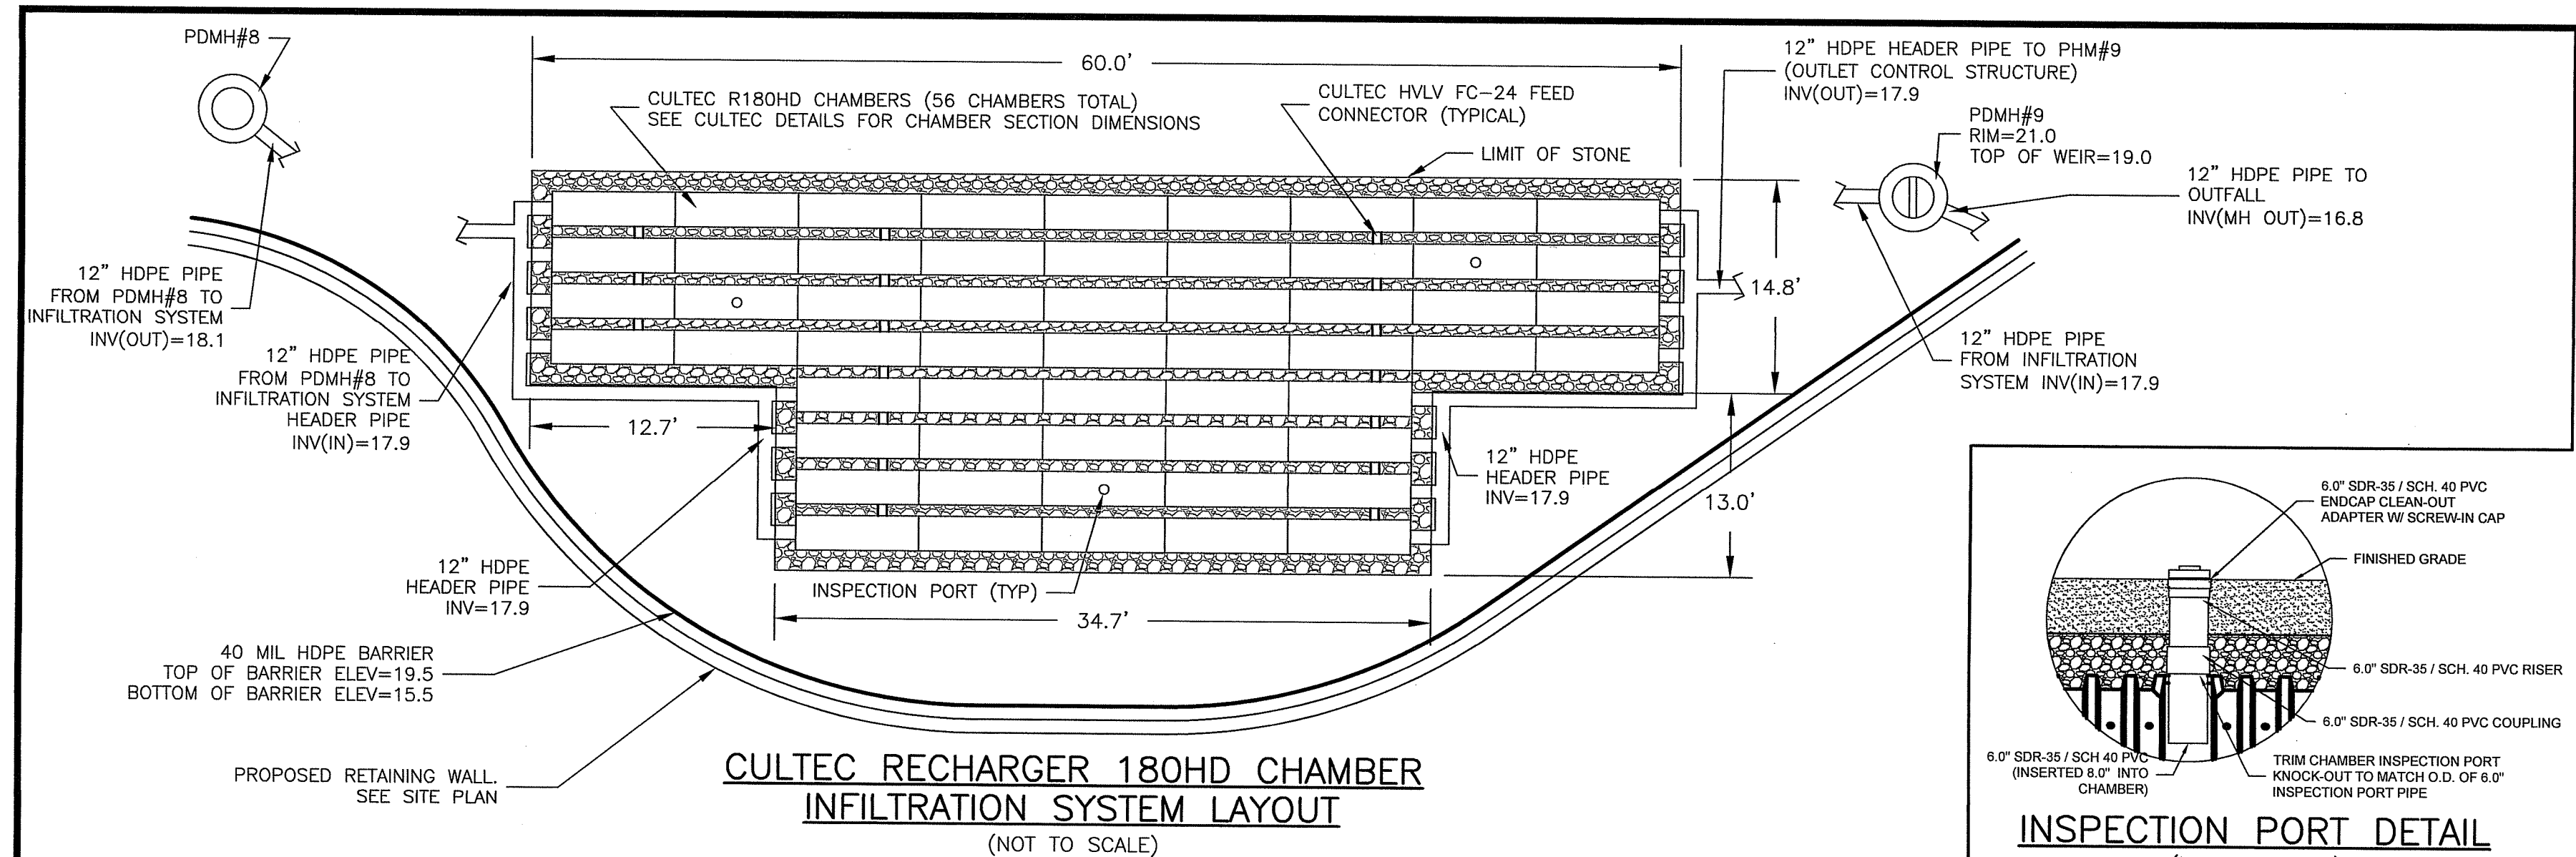 PDMH#8
60.0'
CULTEC R180HD CHAMBERS (56 CHAMBERS TOTAL)
SEE CULTEC DETAILS FOR CHAMBER SECTION DIMENSIONS
CULTEC HVLV FC-24 FEED
CONNECTOR (TYPICAL)
12" HDPE HEADER PIPE TO PHM#9
(OUTLET CONTROL STRUCTURE)
INV(OUT)=17.9
PDMH#9
RIM=21.0
TOP OF WEIR=19.0
LIMIT OF STONE
12" HDPE PIPE TO
OUTFALL
INV(MH OUT)=16.8
12" HDPE PIPE
FROM PDMH#8 TO
INFILTRATION SYSTEM
INV(OUT)=18.1
14.8'
12" HDPE PIPE
FROM PDMH#8 TO
INFILTRATION SYSTEM
HEADER PIPE
INV(IN)=17.9
12" HDPE PIPE
FROM INFILTRATION
SYSTEM INV(IN)=17.9
12.7'
12" HDPE
HEADER PIPE
INV=17.9
13.0'
12" HDPE
HEADER PIPE
INV=17.9
INSPECTION PORT (TYP)
34.7'
40 MIL HDPE BARRIER
TOP OF BARRIER ELEV=19.5
BOTTOM OF BARRIER ELEV=15.5
PROPOSED RETAINING WALL.
SEE SITE PLAN
CULTEC RECHARGER 180HD CHAMBER
INFILTRATION SYSTEM LAYOUT
(NOT TO SCALE)
6.0" SDR-35 / SCH. 40 PVC
ENDCAP CLEAN-OUT
ADAPTER W/ SCREW-IN CAP
FINISHED GRADE
6.0" SDR-35 / SCH. 40 PVC RISER
6.0" SDR-35 / SCH. 40 PVC COUPLING
6.0" SDR-35 / SCH 40 PVC
(INSERTED 8.0" INTO
CHAMBER)
TRIM CHAMBER INSPECTION PORT
KNOCK-OUT TO MATCH O.D. OF 6.0"
INSPECTION PORT PIPE
INSPECTION PORT DETAIL